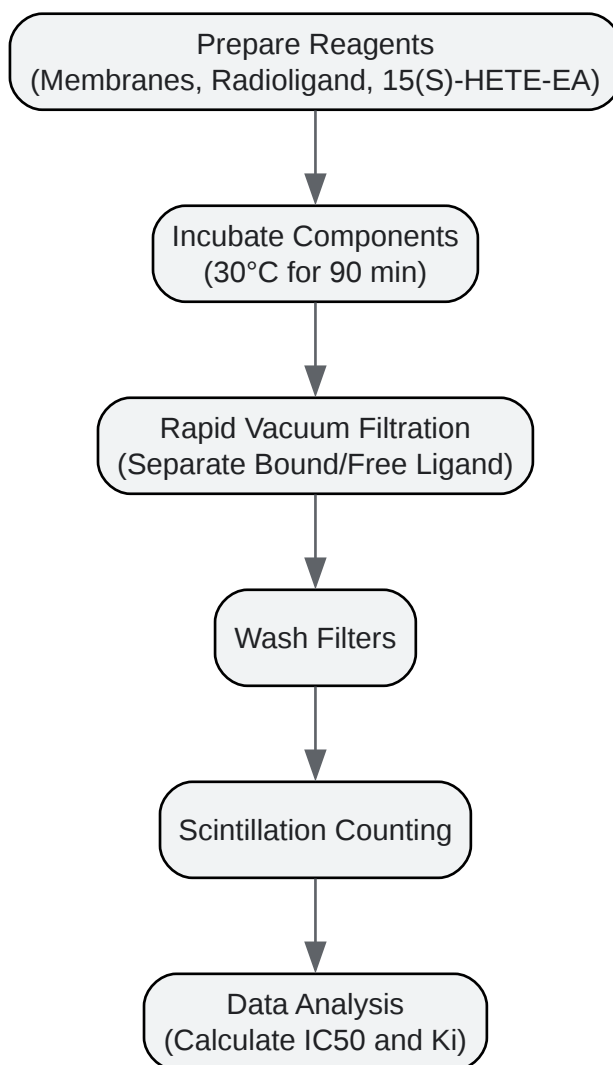 Prepare Reagents
(Membranes, Radioligand, 15(S)-HETE-EA)
Incubate Components
(30°C for 90 min)
Rapid Vacuum Filtration
(Separate Bound/Free Ligand)
Wash Filters
Scintillation Counting
Data Analysis
(Calculate IC50 and Ki)